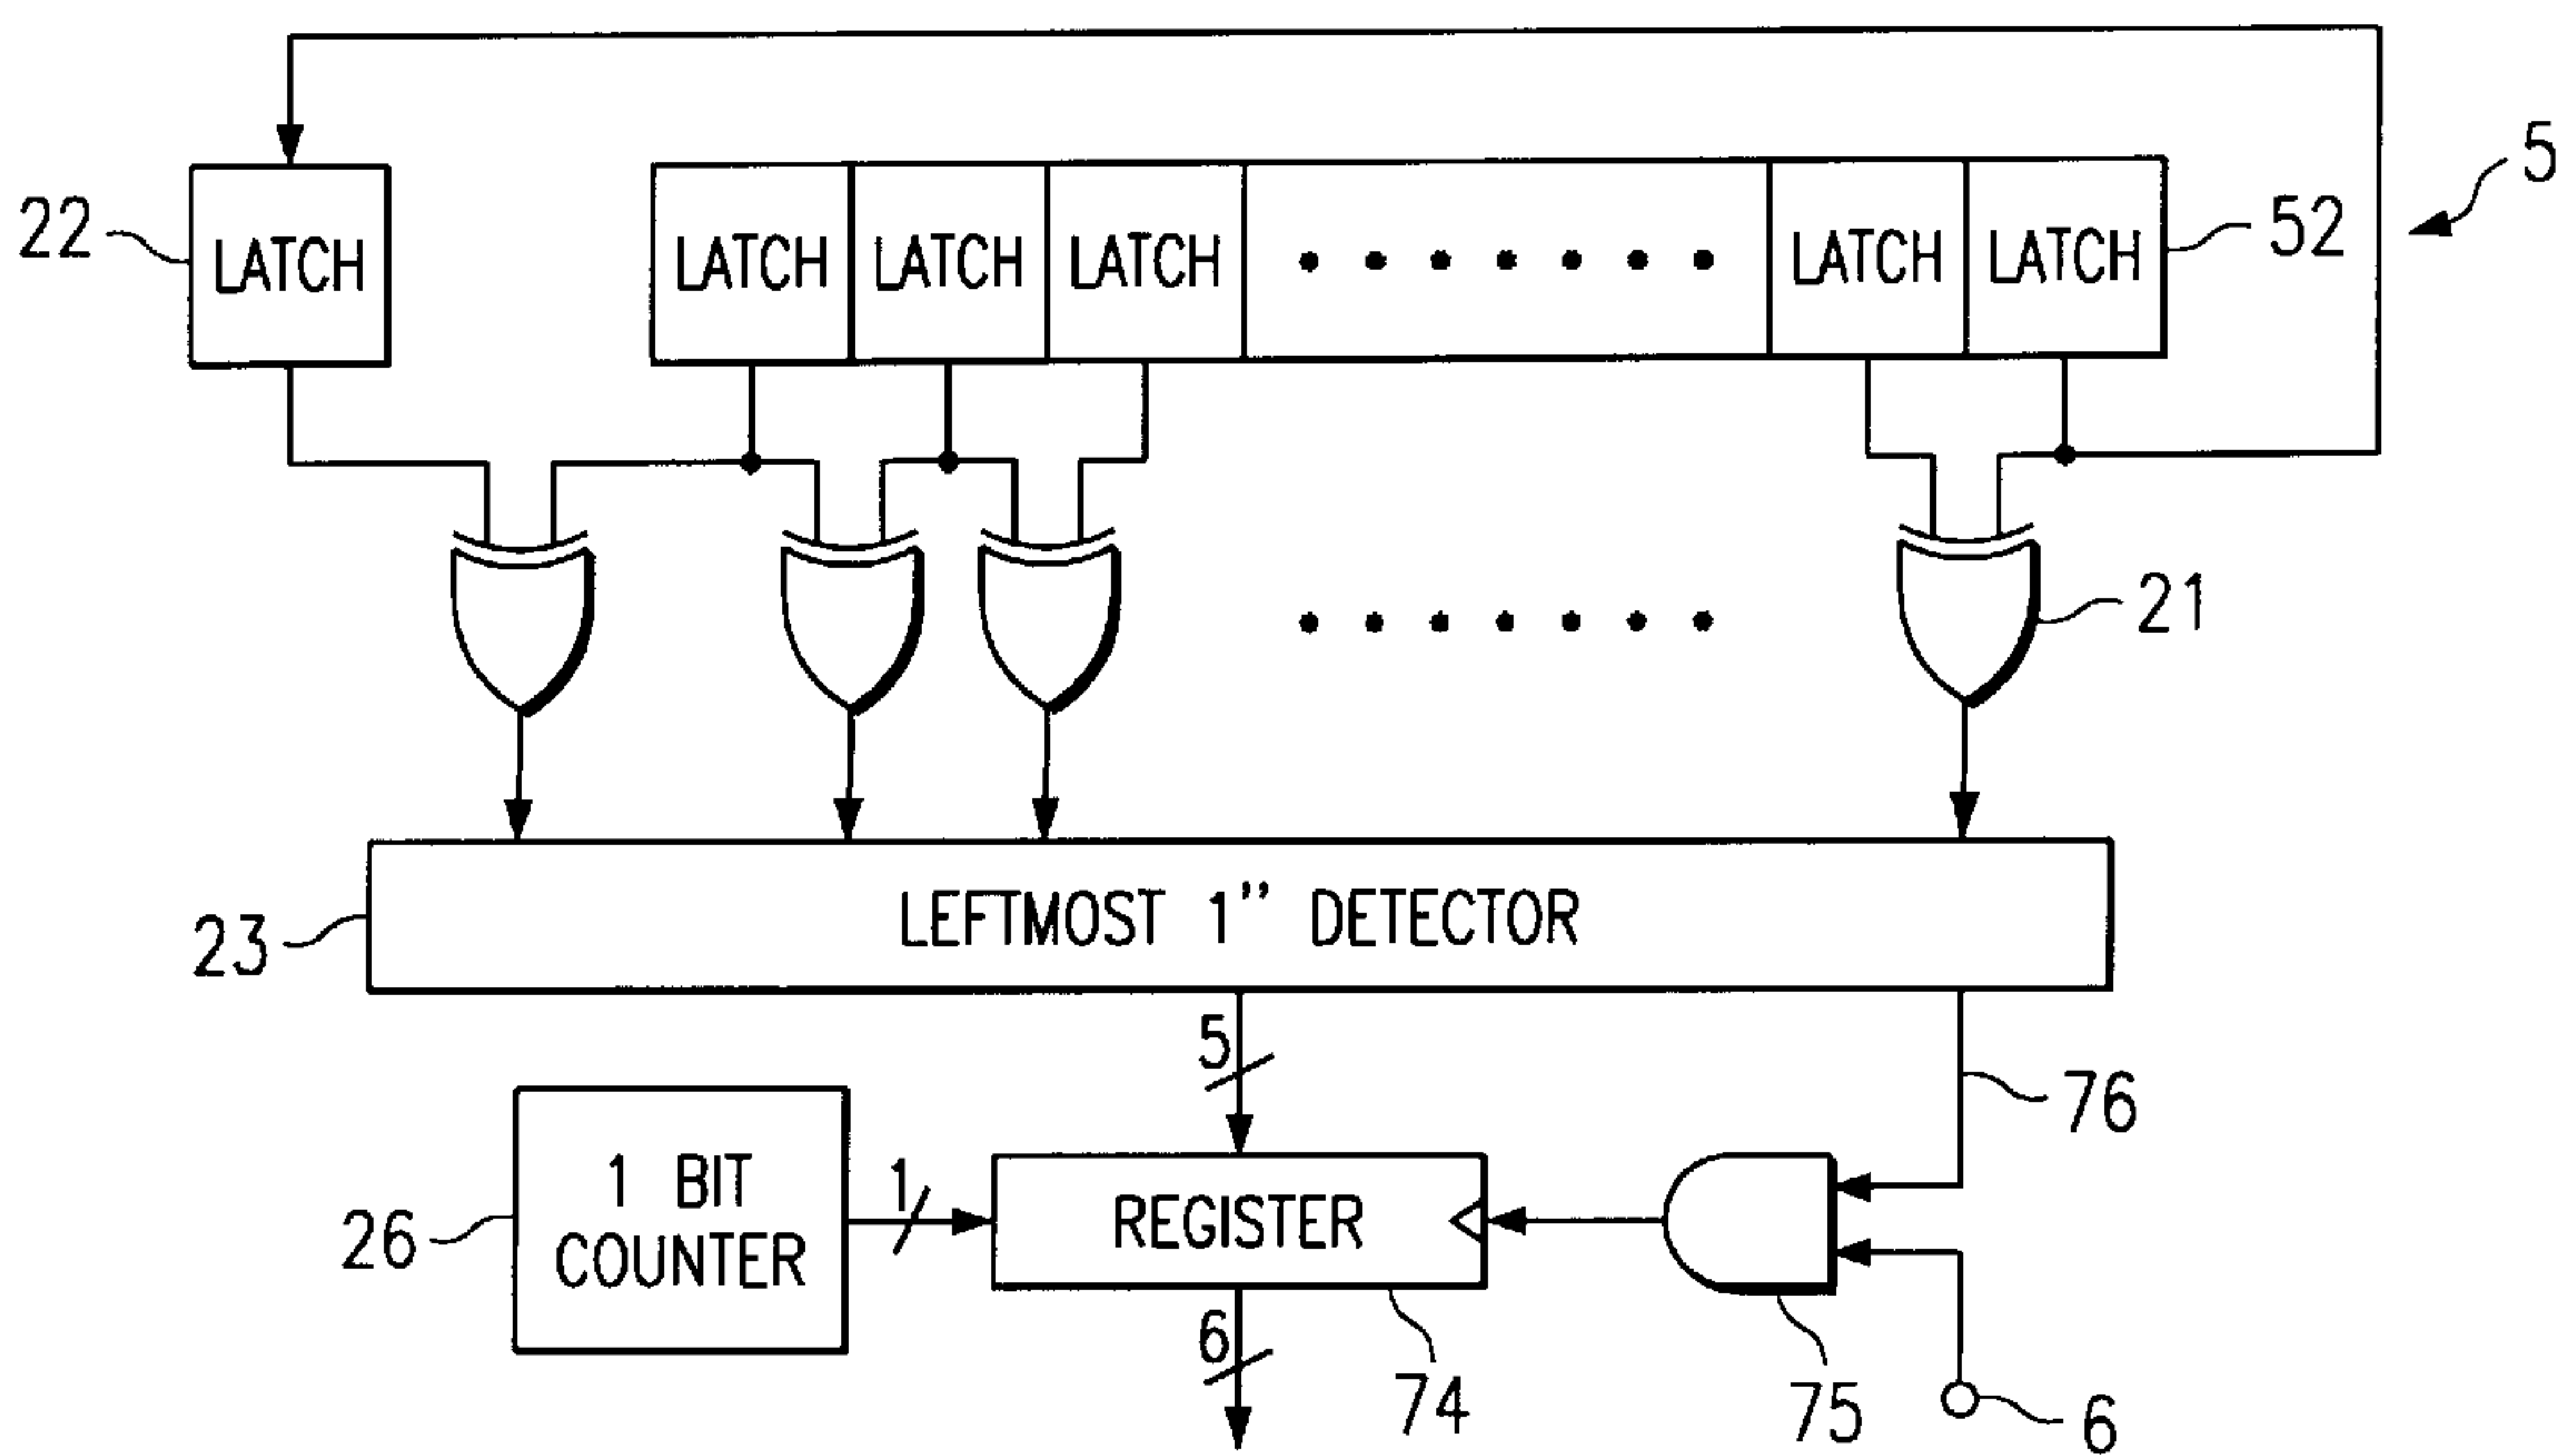 5
22
LATCH
LATCH
LATCH
LATCH
LATCH
LATCH
52
21
23
LEFTMOST 1” DETECTOR
5
76
26
1 BIT
COUNTER
1
REGISTER
6
74
75
6